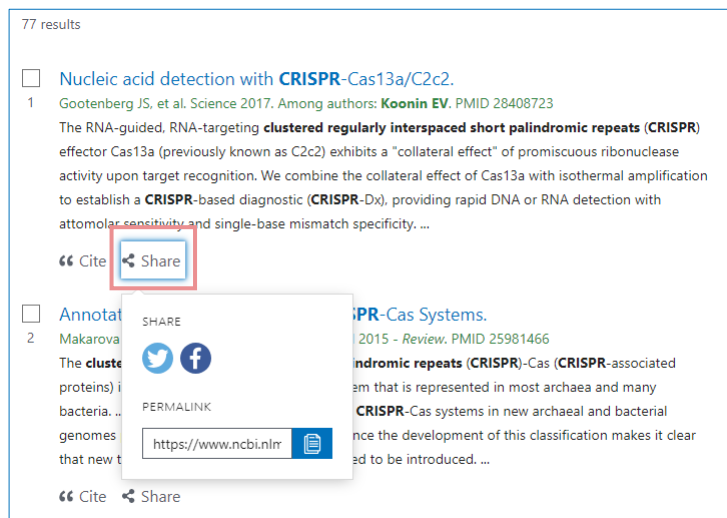 77 results
Nucleic acid detection with CRISPR-Cas13a/C2c2.
1 Gootenberg JS, et al. Science 2017. Among authors: Koonin EV. PMID 28408723
The RNA-guided, RNA-targeting clustered regularly interspaced short palindromic repeats (CRISPR)
effector Cas13a (previously known as C2c2) exhibits a "collateral effect" of promiscuous ribonuclease
activity upon target recognition. We combine the collateral effect of Cas13a with isothermal amplification
to establish a CRISPR-based diagnostic (CRISPR-Dx), providing rapid DNA or RNA detection with
attomolar sensitivity and single-base mismatch specificity. ...
Cite Share
SHARE
PERMALINK
https://www.ncbi.nlm
PR-Cas Systems.
2 Makarova 2015 - Review. PMID 25981466
The indromic repeats (CRISPR)-Cas (CRISPR-associated
proteins) em that is represented in most archaea and many
bacteria. .. CRISPR-Cas systems in new archaeal and bacterial
genomes nce the development of this classification makes it clear
that new ed to be introduced. ...
Cite Share